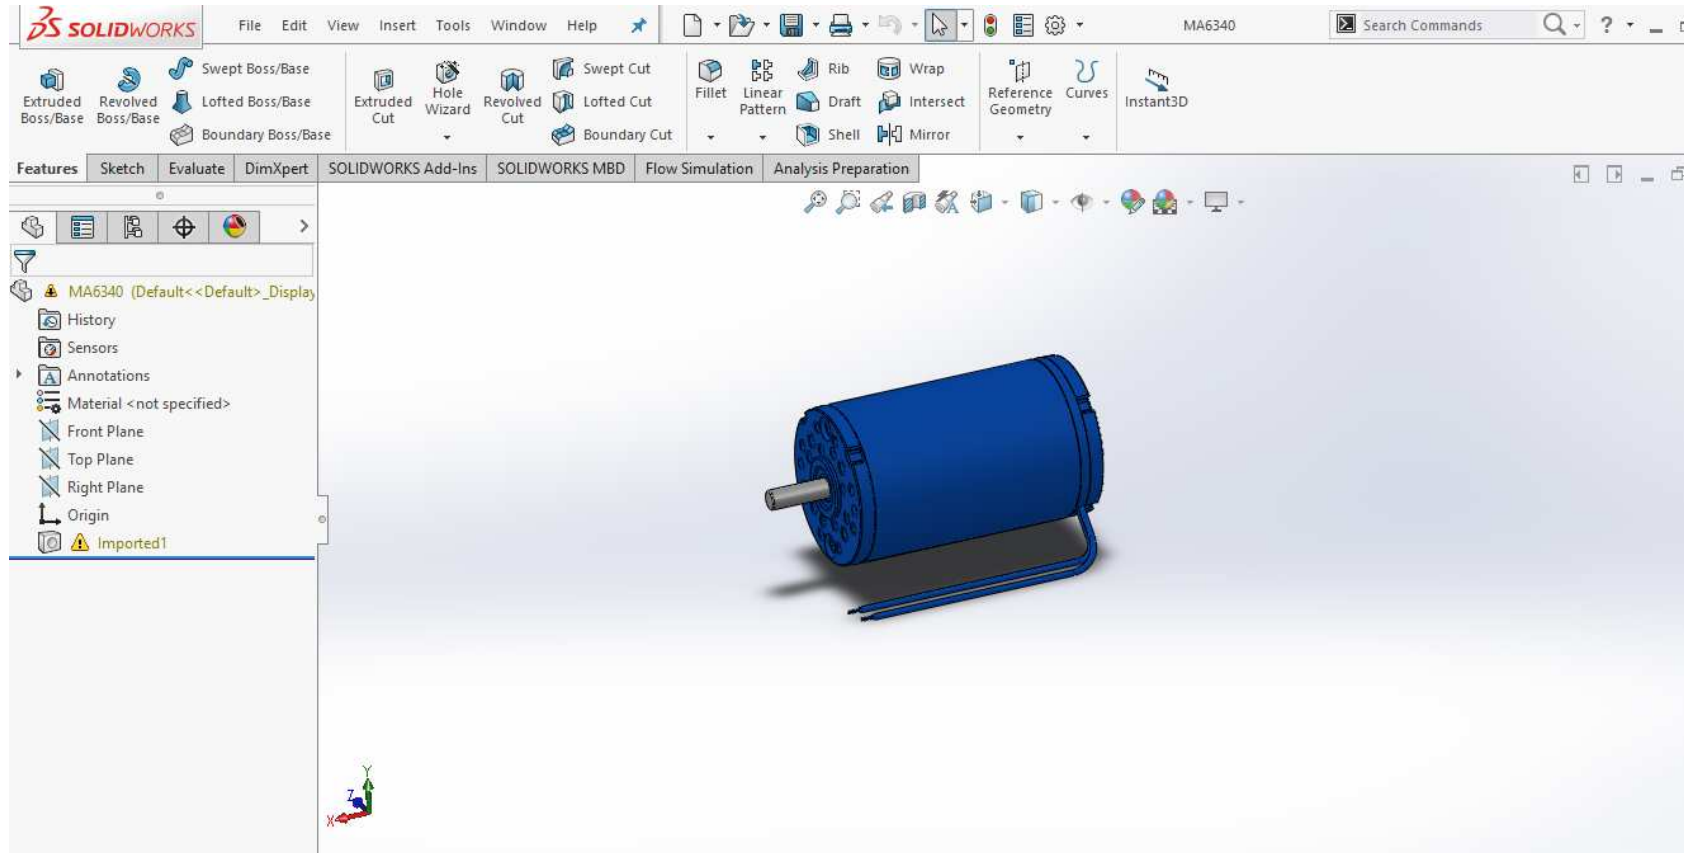 SOLIDWORKS File Edit View Insert Tools Window Help MA6340 Search Commands ?
Extruded Boss/Base
Revolved Boss/Base
Swept Boss/Base
Lofted Boss/Base
Boundary Boss/Base
Extruded Cut
Hole Wizard
Revolved Cut
Swept Cut
Lofted Cut
Boundary Cut
Fillet
Linear Pattern
Rib
Draft
Shell
Wrap
Intersect
Mirror
Reference Geometry
Curves
Instant3D
Features Sketch Evaluate DimXpert SOLIDWORKS Add-Ins SOLIDWORKS MBD Flow Simulation Analysis Preparation
MA6340 (Default<<Default>_Display
History
Sensors
Annotations
Material <not specified>
Front Plane
Top Plane
Right Plane
Origin
Imported1
Y
Z
X